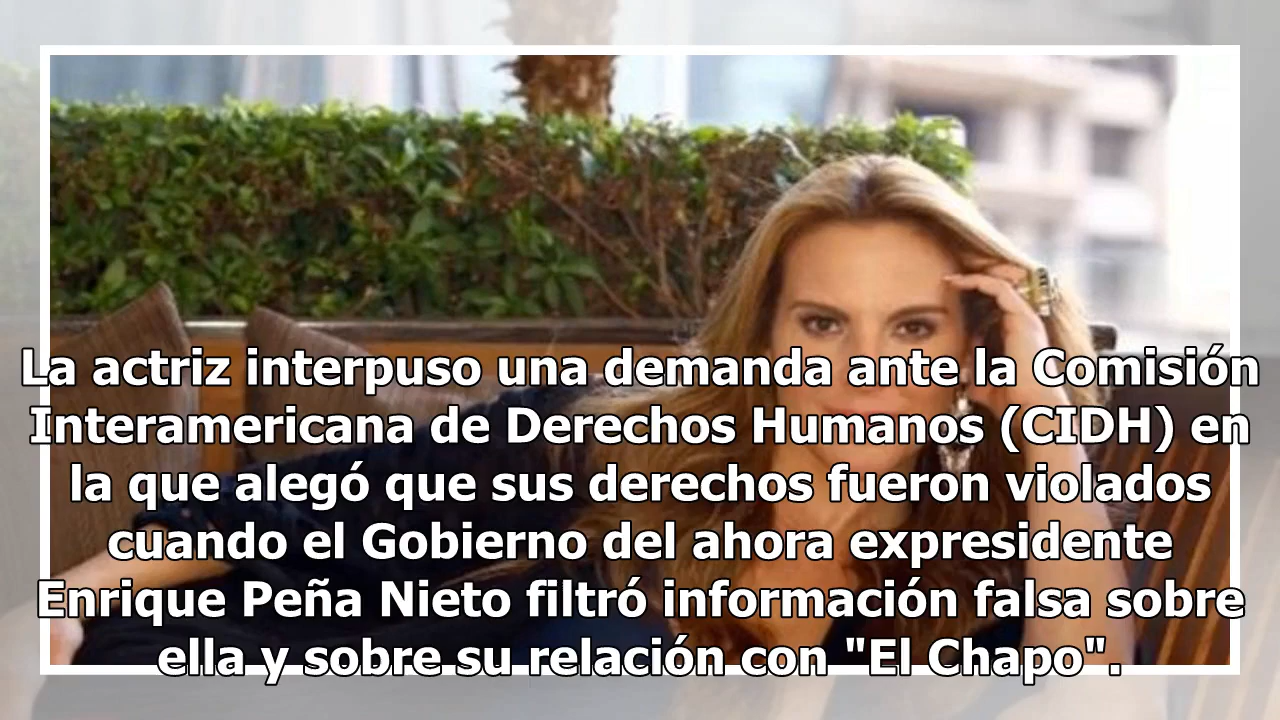 La actriz interpuso una demanda ante la Comisión
Interamericana de Derechos Humanos (CIDH) en
la que alegó que sus derechos fueron violados
cuando el Gobierno del ahora expresidente
Enrique Peña Nieto filtró información falsa sobre
ella y sobre su relación con "El Chapo".